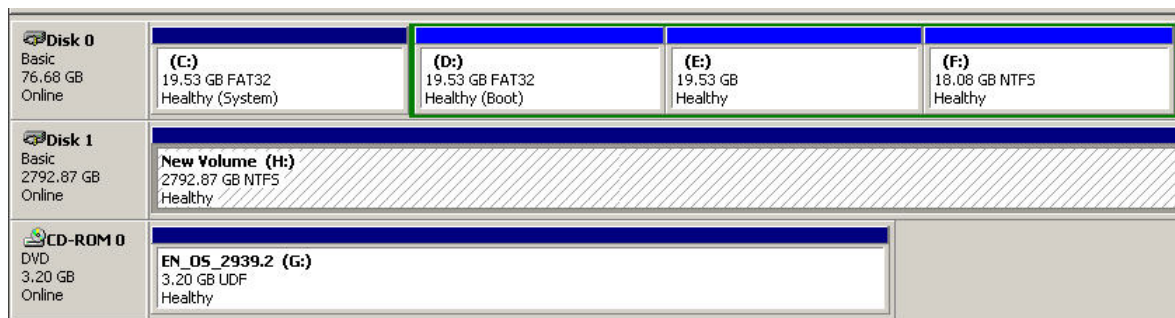 Disk 0
Basic
76.68 GB
Online
(C:)
19.53 GB FAT32
Healthy (System)
(D:)
19.53 GB FAT32
Healthy (Boot)
(E:)
19.53 GB
Healthy
(F:)
18.08 GB NTFS
Healthy
Disk 1
Basic
2792.87 GB
Online
New Volume (H:)
2792.87 GB NTFS
Healthy
CD-ROM 0
DVD
3.20 GB
Online
EN_OS_2939.2 (G:)
3.20 GB UDF
Healthy